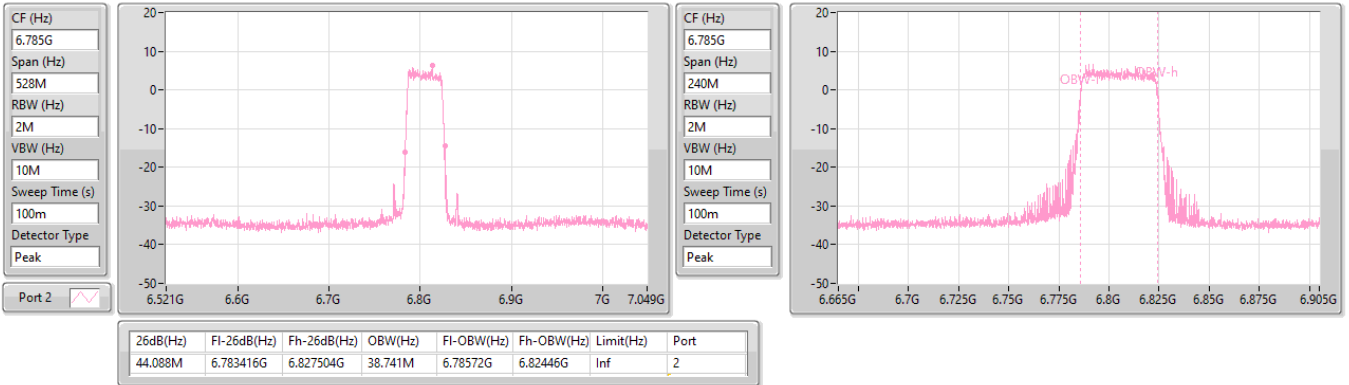 CF (Hz)
6.785G
Span (Hz)
528M
RBW (Hz)
2M
VBW (Hz)
10M
Sweep Time (s)
100m
Detector Type
Peak
Port 2
20
10
0
-10
-20
-30
-40
-50
6.521G 6.6G 6.7G 6.8G 6.9G 7G 7.049G
CF (Hz)
6.785G
Span (Hz)
240M
RBW (Hz)
2M
VBW (Hz)
10M
Sweep Time (s)
100m
Detector Type
Peak
20
10
0
-10
-20
-30
-40
-50
OBW-l OBW-h
6.665G 6.7G 6.725G 6.75G 6.775G 6.8G 6.825G 6.85G 6.875G 6.905G
26dB(Hz) Fl-26dB(Hz) Fh-26dB(Hz) OBW(Hz) Fl-OBW(Hz) Fh-OBW(Hz) Limit(Hz) Port
44.088M 6.783416G 6.827504G 38.741M 6.78572G 6.82446G Inf 2